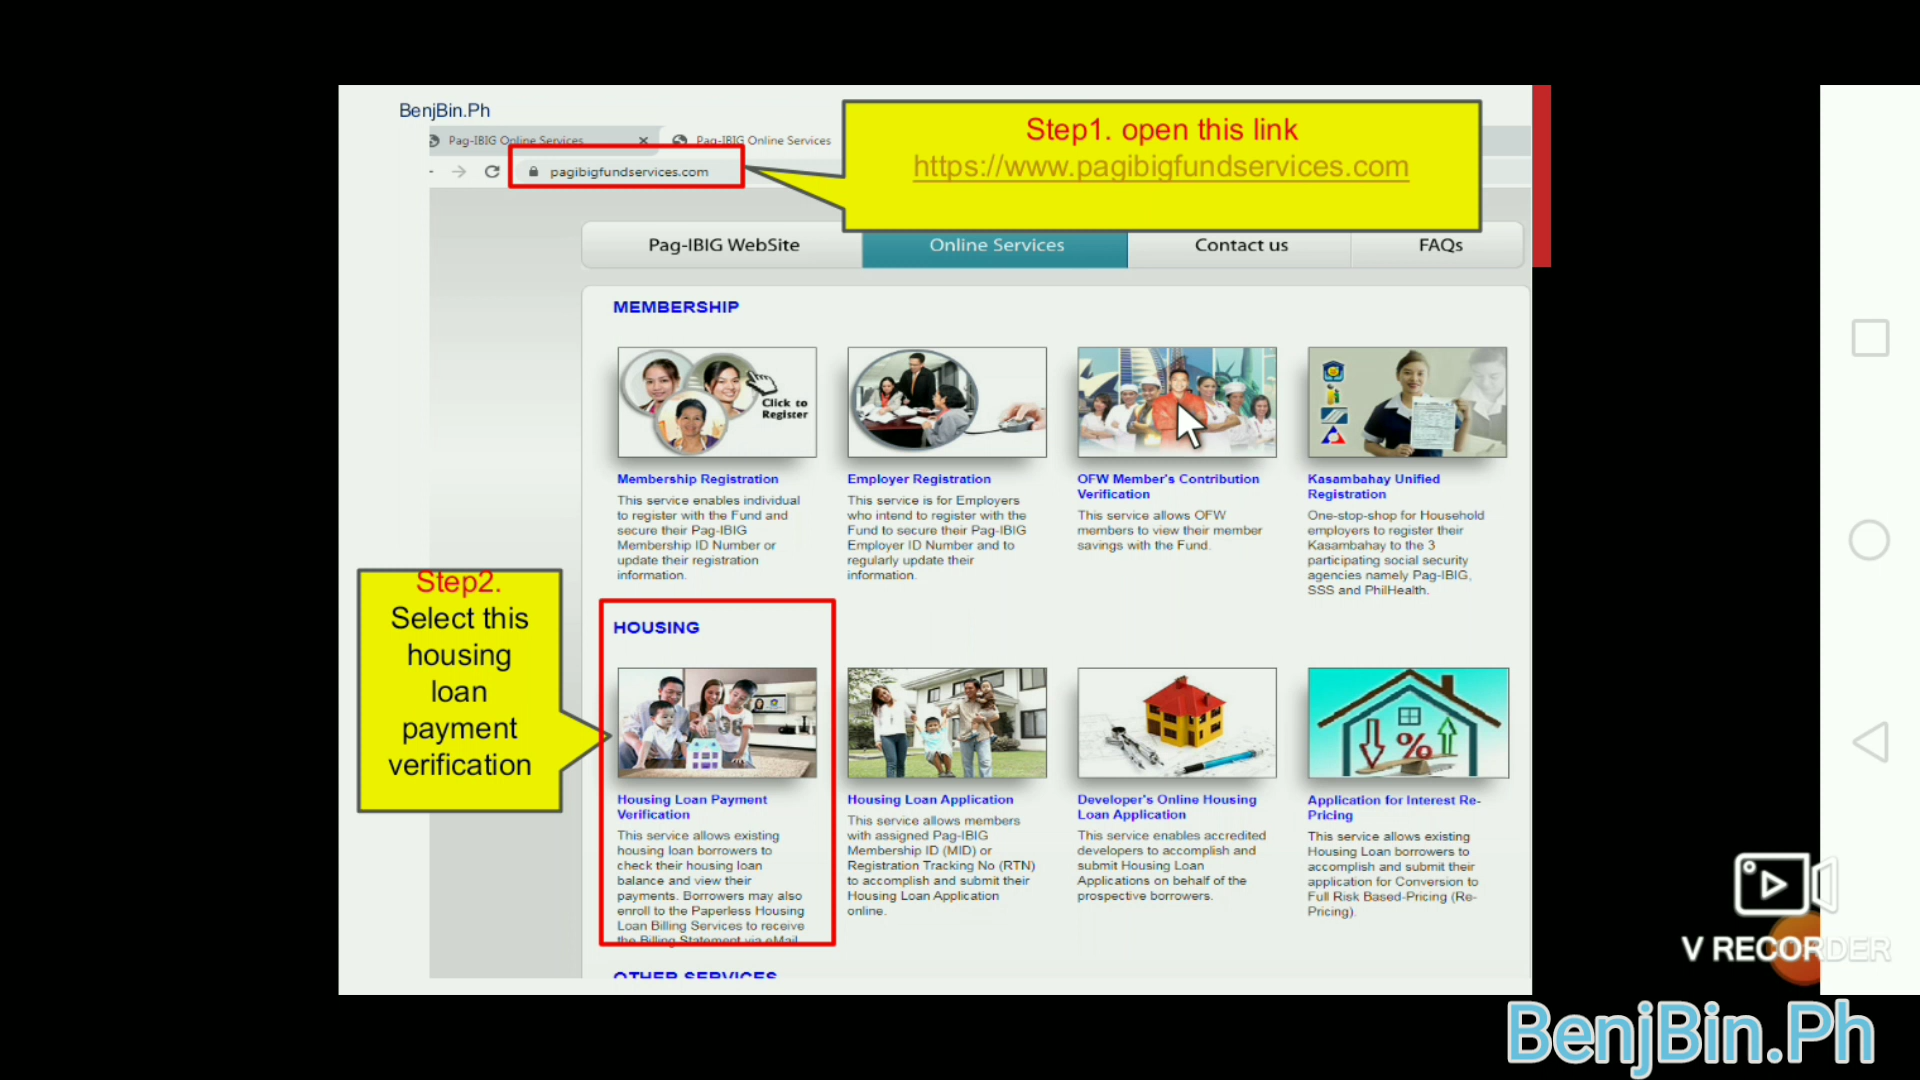 BenjBin.Ph
Pag-IBIG Online Services
Pag-IBIG Online Services
pagibigfundservices.com
Step1. open this link
https://www.pagibigfundservices.com
Pag-IBIG WebSite
Online Services
Contact us
FAQs
MEMBERSHIP
Click to
Register
Membership Registration
This service enables individual
to register with the Fund and
secure their Pag-IBIG
Membership ID Number or
update their registration
information.
Employer Registration
This service is for Employers
who intend to register with the
Fund to secure their Pag-IBIG
Employer ID Number and to
regularly update their
information.
OFW Member's Contribution
Verification
This service allows OFW
members to view their member
savings with the Fund.
Kasambahay Unified
Registration
One-stop-shop for Household
employers to register their
Kasambahay to the 3
participating social security
agencies namely Pag-IBIG,
SSS and PhilHealth.
Step2.
Select this
housing
loan
payment
verification
HOUSING
Housing Loan Payment
Verification
This service allows existing
housing loan borrowers to
check their housing loan
balance and view their
payments. Borrowers may also
enroll to the Paperless Housing
Loan Billing Services to receive
the Billing Statement via eMail
Housing Loan Application
This service allows members
with assigned Pag-IBIG
Membership ID (MID) or
Registration Tracking No (RTN)
to accomplish and submit their
Housing Loan Application
online.
Developer's Online Housing
Loan Application
This service enables accredited
developers to accomplish and
submit Housing Loan
Applications on behalf of the
prospective borrowers.
%
Application for Interest Re-
Pricing
This service allows existing
Housing Loan borrowers to
accomplish and submit their
application for Conversion to
Full Risk Based-Pricing (Re-
Pricing).
OTHER SERVICES
V RECORDER
BenjBin.Ph